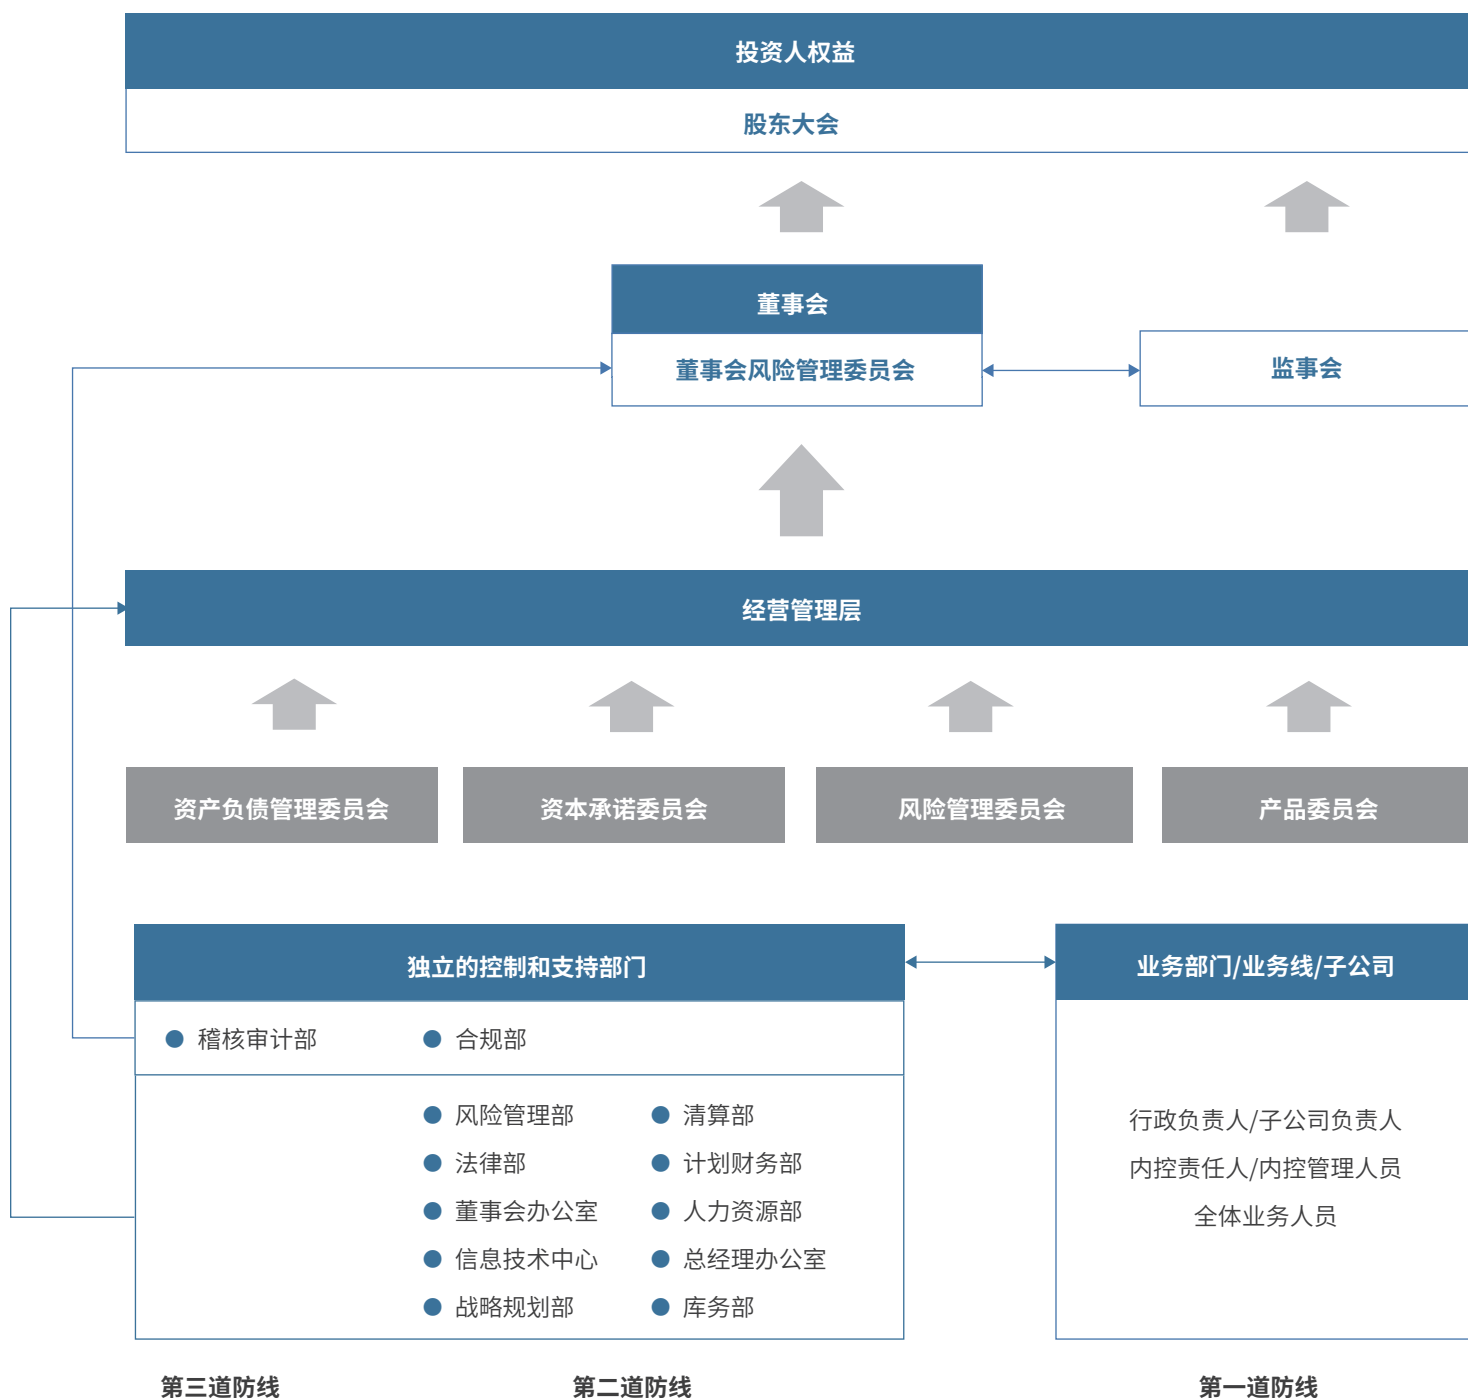 投资人权益
股东大会
董事会
董事会风险管理委员会
监事会
经营管理层
资产负债管理委员会
资本承诺委员会
风险管理委员会
产品委员会
独立的控制和支持部门
稽核审计部
合规部
风险管理部
清算部
法律部
计划财务部
董事会办公室
人力资源部
信息技术中心
总经理办公室
战略规划部
库务部
业务部门/业务线/子公司
行政负责人/子公司负责人
内控责任人/内控管理人员
全体业务人员
第三道防线
第二道防线
第一道防线